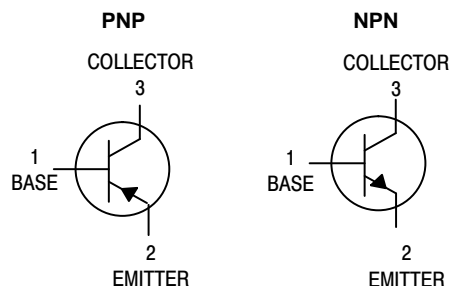 PNP
COLLECTOR
3
1
BASE
2
EMITTER
NPN
COLLECTOR
3
1
BASE
2
EMITTER